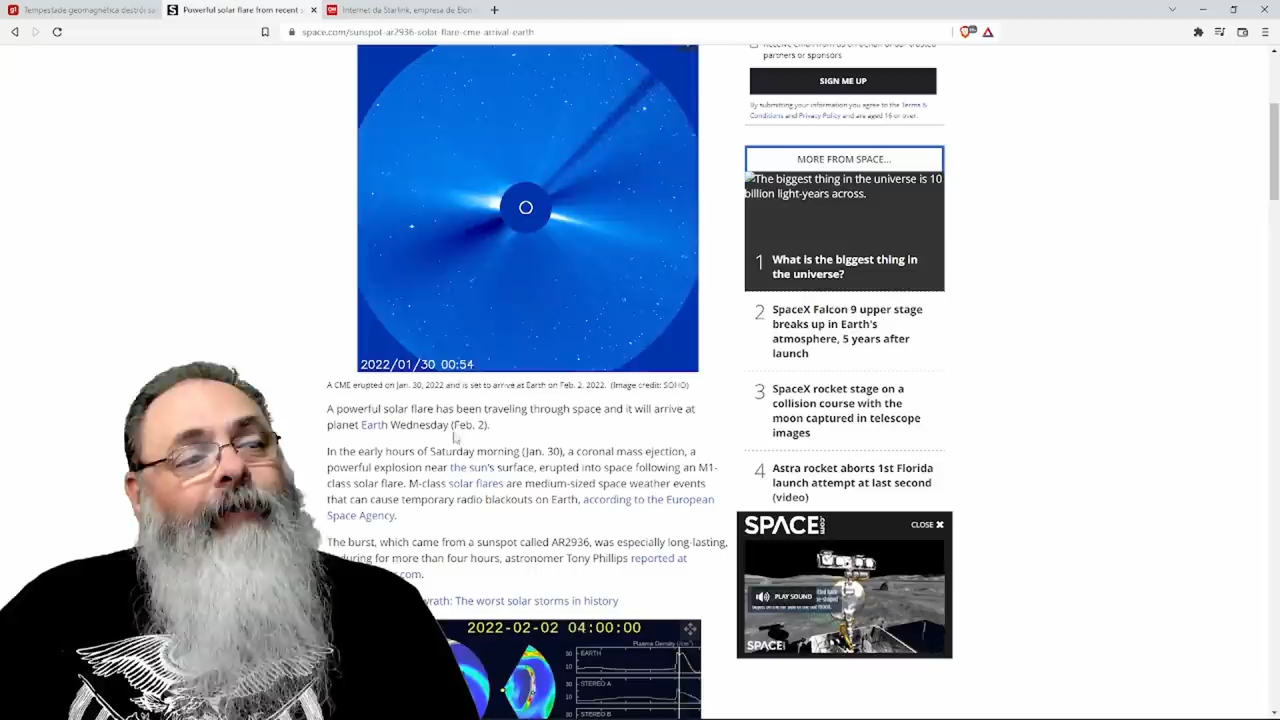 Tempestade geomagnética destrói sa
Powerful solar flare from recent s
Internet da Starlink, empresa de Elon
space.com/sunspot-ar2936-solar-flare-cme-arrival-earth
2022/01/30 00:54
A CME erupted on Jan. 30, 2022 and is set to arrive at Earth on Feb. 2, 2022. (Image credit: SOHO)
A powerful solar flare has been traveling through space and it will arrive at
planet Earth Wednesday (Feb. 2).
In the early hours of Saturday morning (Jan. 30), a coronal mass ejection, a
powerful explosion near the sun's surface, erupted into space following an M1-
class solar flare. M-class solar flares are medium-sized space weather events
that can cause temporary radio blackouts on Earth, according to the European
Space Agency.
The burst, which came from a sunspot called AR2936, was especially long-lasting,
enduring for more than four hours, astronomer Tony Phillips reported at
.com.
wrath: The worst solar storms in history
2022-02-02 04:00:00
Plasma Density
EARTH
30
10
STEREO A
30
10
STEREO B
30
partners or sponsors
SIGN ME UP
By submitting your information you agree to the Terms &
Conditions and Privacy Policy and are aged 16 or over.
MORE FROM SPACE...
The biggest thing in the universe is 10
billion light-years across.
1 What is the biggest thing in
the universe?
2 SpaceX Falcon 9 upper stage
breaks up in Earth's
atmosphere, 5 years after
launch
3 SpaceX rocket stage on a
collision course with the
moon captured in telescope
images
4 Astra rocket aborts 1st Florida
launch attempt at last second
(video)
SPACE.com
CLOSE ✖
PLAY SOUND
SPACE